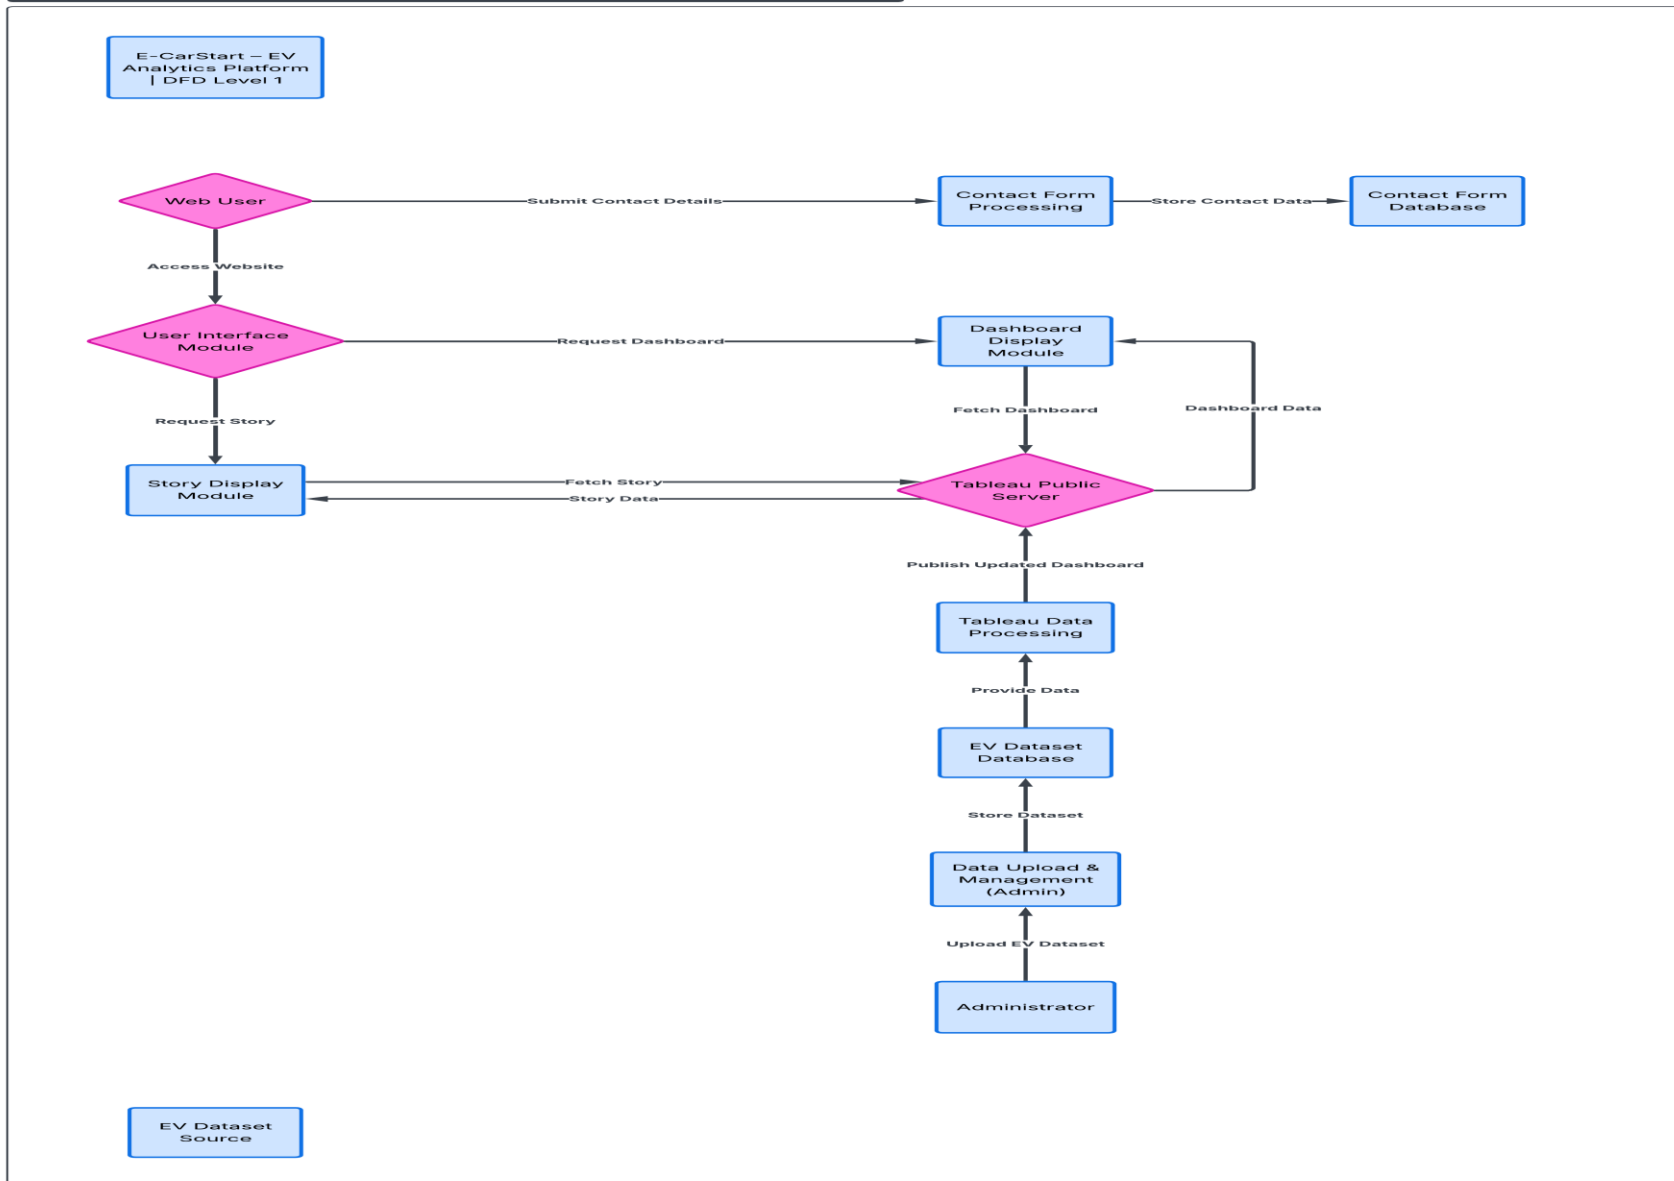 E-CarStart – EV
Analytics Platform
| DFD Level 1
Web User
Submit Contact Details
Contact Form
Processing
Store Contact Data
Contact Form
Database
Access Website
User Interface
Module
Request Dashboard
Dashboard
Display
Module
Request Story
Fetch Dashboard
Dashboard Data
Story Display
Module
Fetch Story
Story Data
Tableau Public
Server
Publish Updated Dashboard
Tableau Data
Processing
Provide Data
EV Dataset
Database
Store Dataset
Data Upload &
Management
(Admin)
Upload EV Dataset
Administrator
EV Dataset
Source